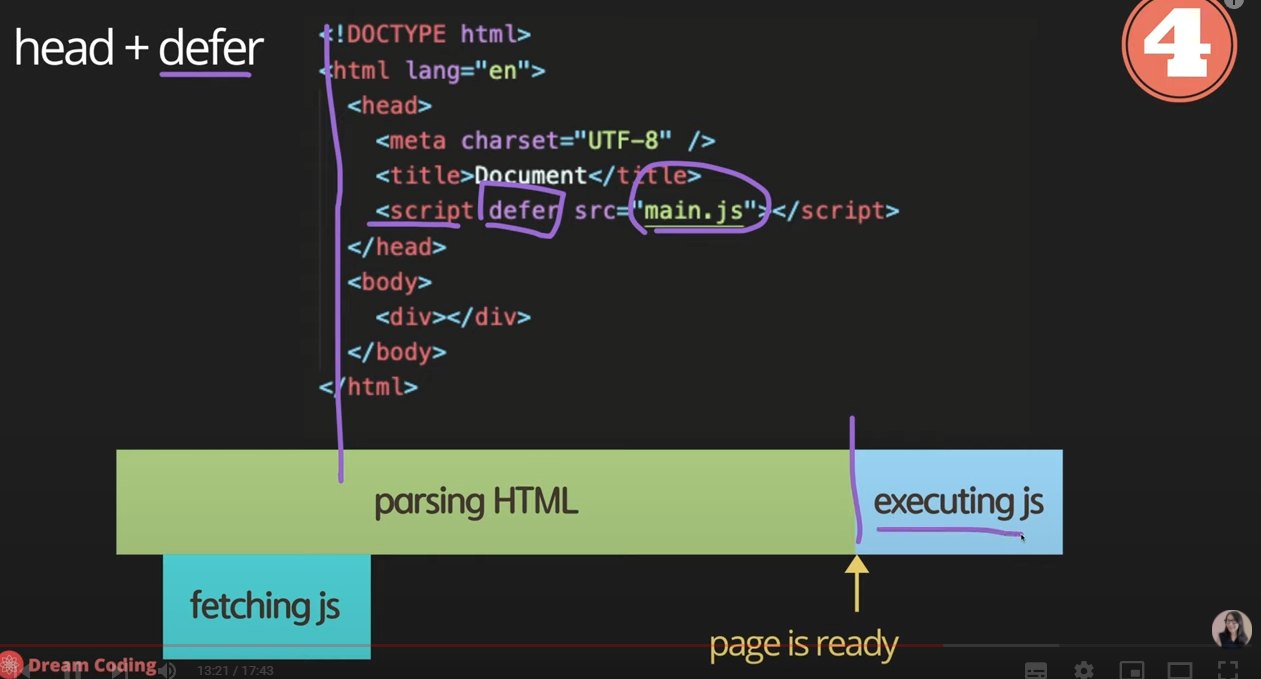 head + defer
4
<!DOCTYPE html>
<html lang="en">
<head>
<meta charset="UTF-8" />
<title>Document</title>
<script defer src="main.js"></script>
</head>
<body>
<div></div>
</body>
</html>
parsing HTML
executing js
fetching js
page is ready
Dream Coding
13:21 / 17:43